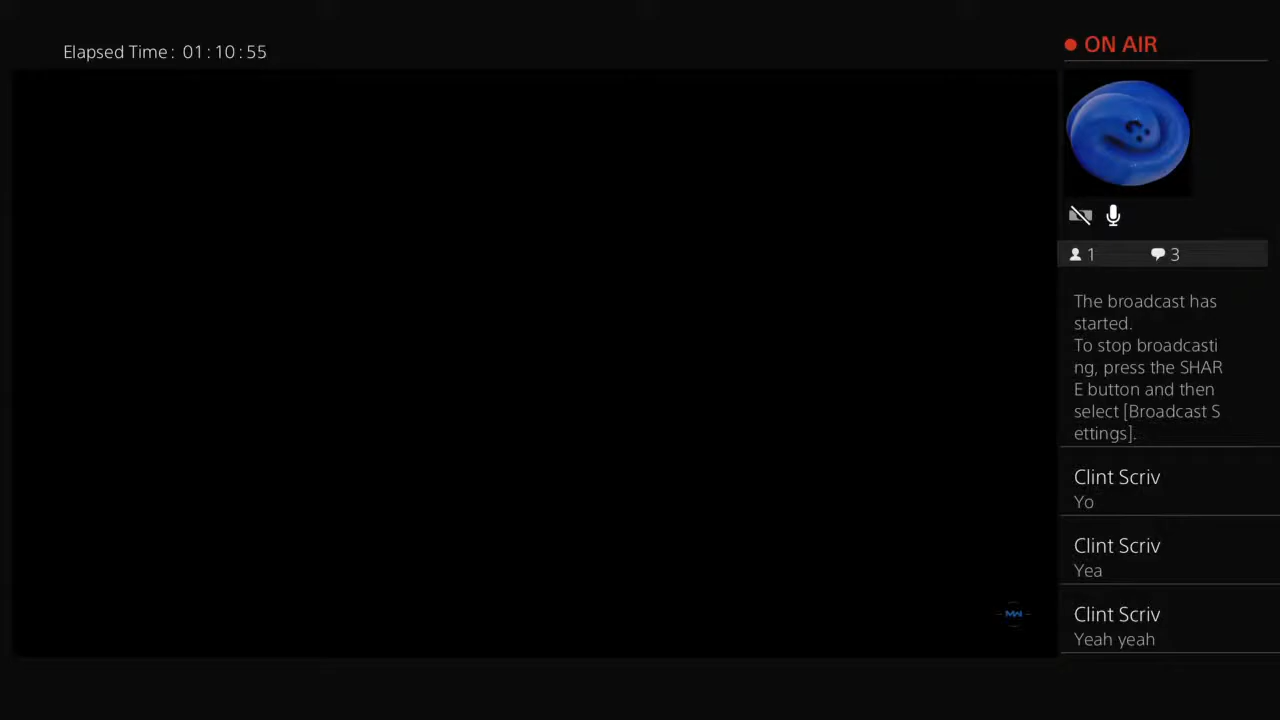 Elapsed Time: 01:10:55
ON AIR
1 3
The broadcast has
started.
To stop broadcasti
ng, press the SHAR
E button and then
select [Broadcast S
ettings].
Clint Scriv
Yo
Clint Scriv
Yea
Clint Scriv
Yeah yeah
MW